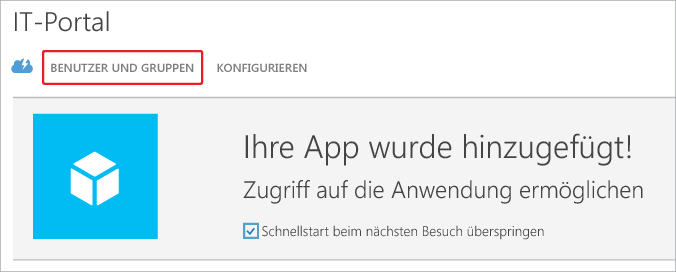 IT-Portal
BENUTZER UND GRUPPEN KONFIGURIEREN
Ihre App wurde hinzugefügt!
Zugriff auf die Anwendung ermöglichen
Schnellstart beim nächsten Besuch überspringen